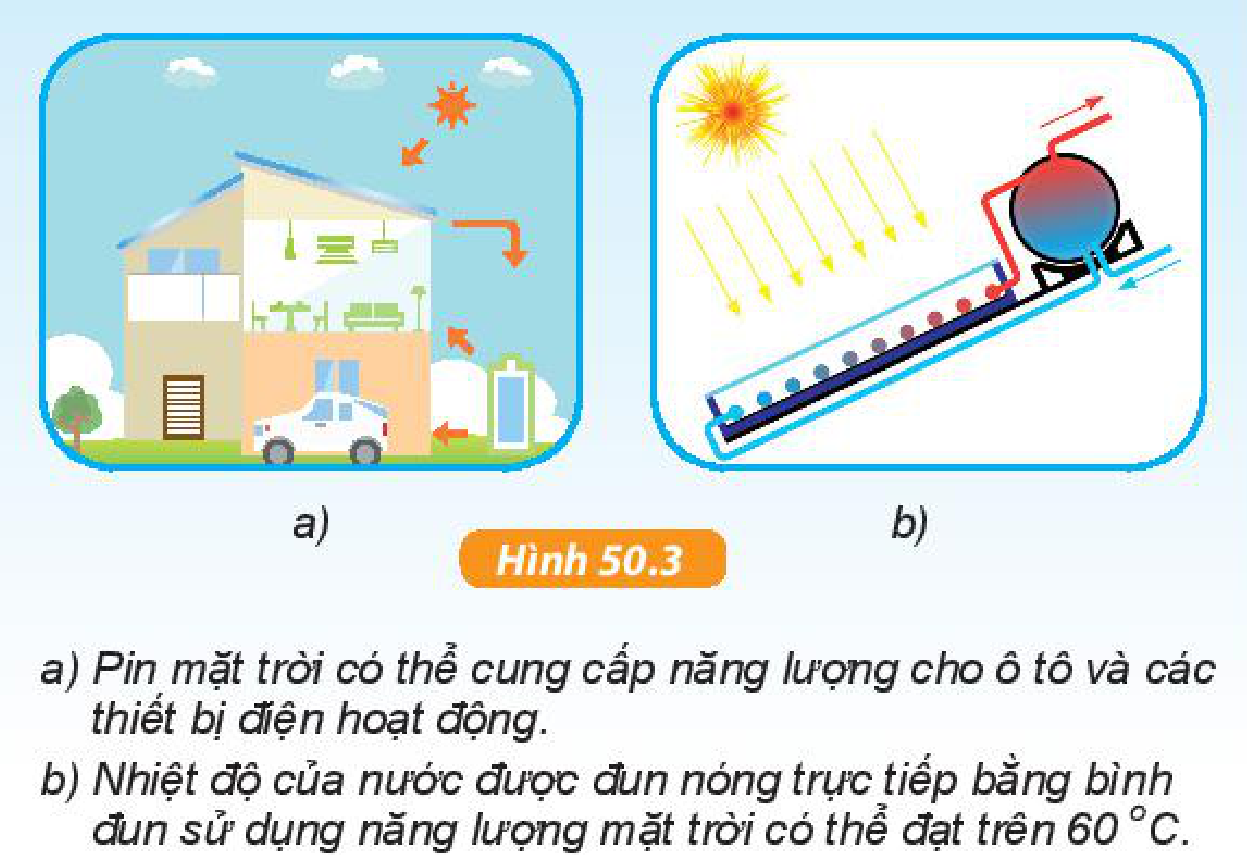 a)
b)
Hình 50.3
a) Pin mặt trời có thể cung cấp năng lượng cho ô tô và các
thiết bị điện hoạt động.
b) Nhiệt độ của nước được đun nóng trực tiếp bằng bình
đun sử dụng năng lượng mặt trời có thể đạt trên 60 °C.